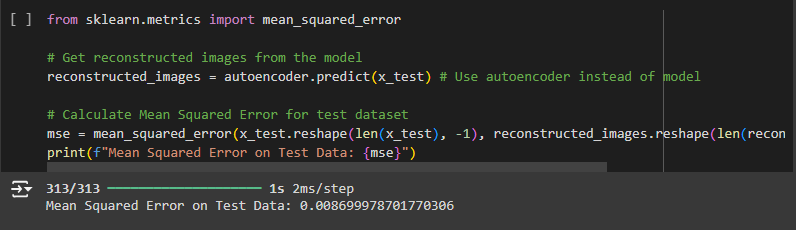 [ ] from sklearn.metrics import mean_squared_error
# Get reconstructed images from the model
reconstructed_images = autoencoder.predict(x_test) # Use autoencoder instead of model
# Calculate Mean Squared Error for test dataset
mse = mean_squared_error(x_test.reshape(len(x_test), -1), reconstructed_images.reshape(len(recon
print(f"Mean Squared Error on Test Data: {mse}")
313/313 ━━━━━━━━━━━━━━━━━━━━ 1s 2ms/step
Mean Squared Error on Test Data: 0.008699978701770306